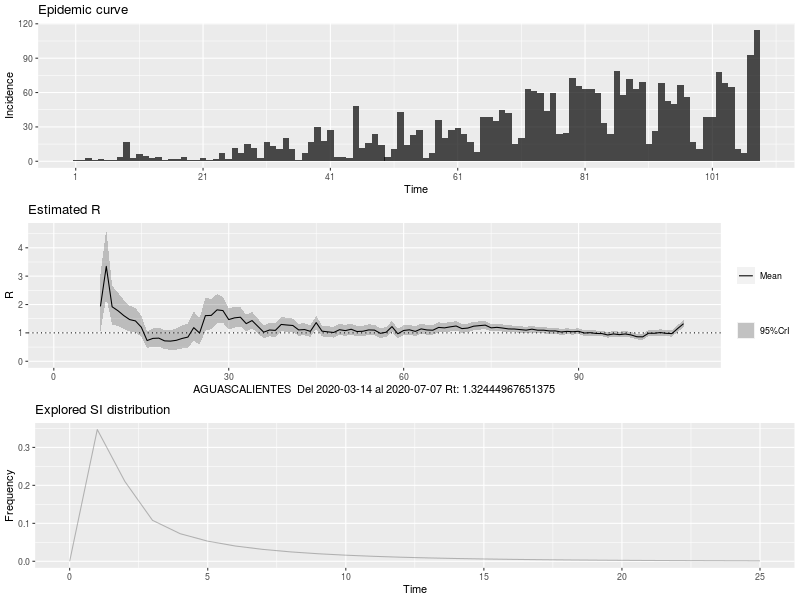 Epidemic curve
120
90
60
30
0
Incidence
1 21 41 61 81 101
Time
Estimated R
4
3
2
1
0
R
Mean
95%CrI
0 30 60 90
AGUASCALIENTES Del 2020-03-14 al 2020-07-07 Rt: 1.32444967651375
Explored SI distribution
0.3
0.2
0.1
0.0
Frequency
0 5 10 15 20 25
Time